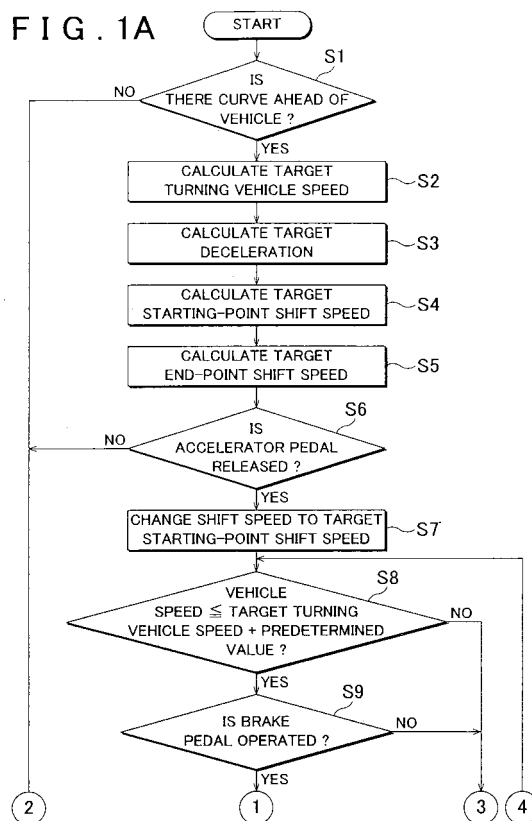 FIG.1A
START
S1
IS
THERE CURVE AHEAD OF
VEHICLE ?
NO
YES
CALCULATE TARGET
TURNING VEHICLE SPEED
S2
CALCULATE TARGET
DECELERATION
S3
CALCULATE TARGET
STARTING-POINT SHIFT SPEED
S4
CALCULATE TARGET
END-POINT SHIFT SPEED
S5
S6
IS
ACCELERATOR PEDAL
RELEASED ?
NO
YES
CHANGE SHIFT SPEED TO TARGET
STARTING-POINT SHIFT SPEED
S7
S8
VEHICLE
SPEED ≦ TARGET TURNING
VEHICLE SPEED + PREDETERMINED
VALUE ?
NO
YES
S9
IS BRAKE
PEDAL OPERATED ?
NO
YES
2
1
3
4